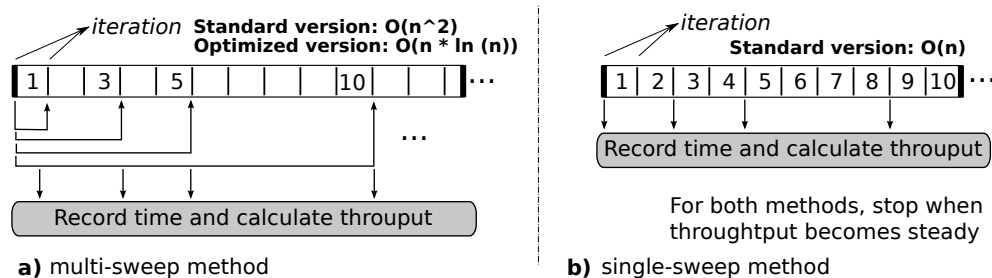 iteration
Standard version: O(n^2)
Optimized version: O(n * ln (n))
1 3 5 10 ...
...
Record time and calculate throuput
a) multi-sweep method
iteration
Standard version: O(n)
1 2 3 4 5 6 7 8 9 10 ...
Record time and calculate throuput
For both methods, stop when
throughtput becomes steady
b) single-sweep method